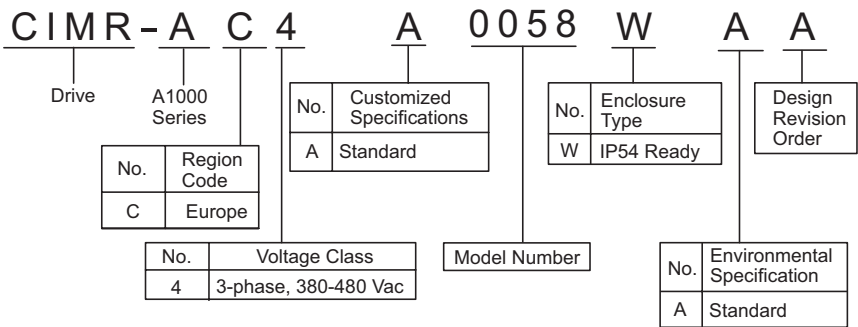 CIMR-A C 4 A 0058 W A A
Drive
A1000
Series
No. Region
Code
C Europe
No. Voltage Class
4 3-phase, 380-480 Vac
No. Customized
Specifications
A Standard
Model Number
No. Enclosure
Type
W IP54 Ready
No. Environmental
Specification
A Standard
Design
Revision
Order